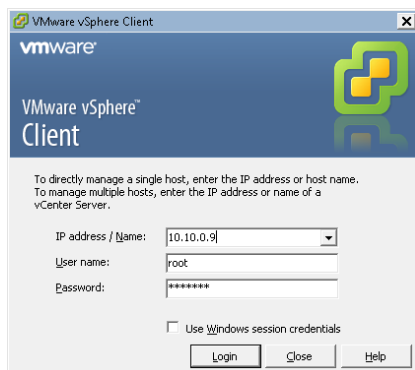 VMware vSphere Client
vmware®
VMware vSphere™
Client
To directly manage a single host, enter the IP address or host name.
To manage multiple hosts, enter the IP address or name of a
vCenter Server.
IP address / Name: 10.10.0.9
User name: root
Password: *******
Use Windows session credentials
Login Close Help